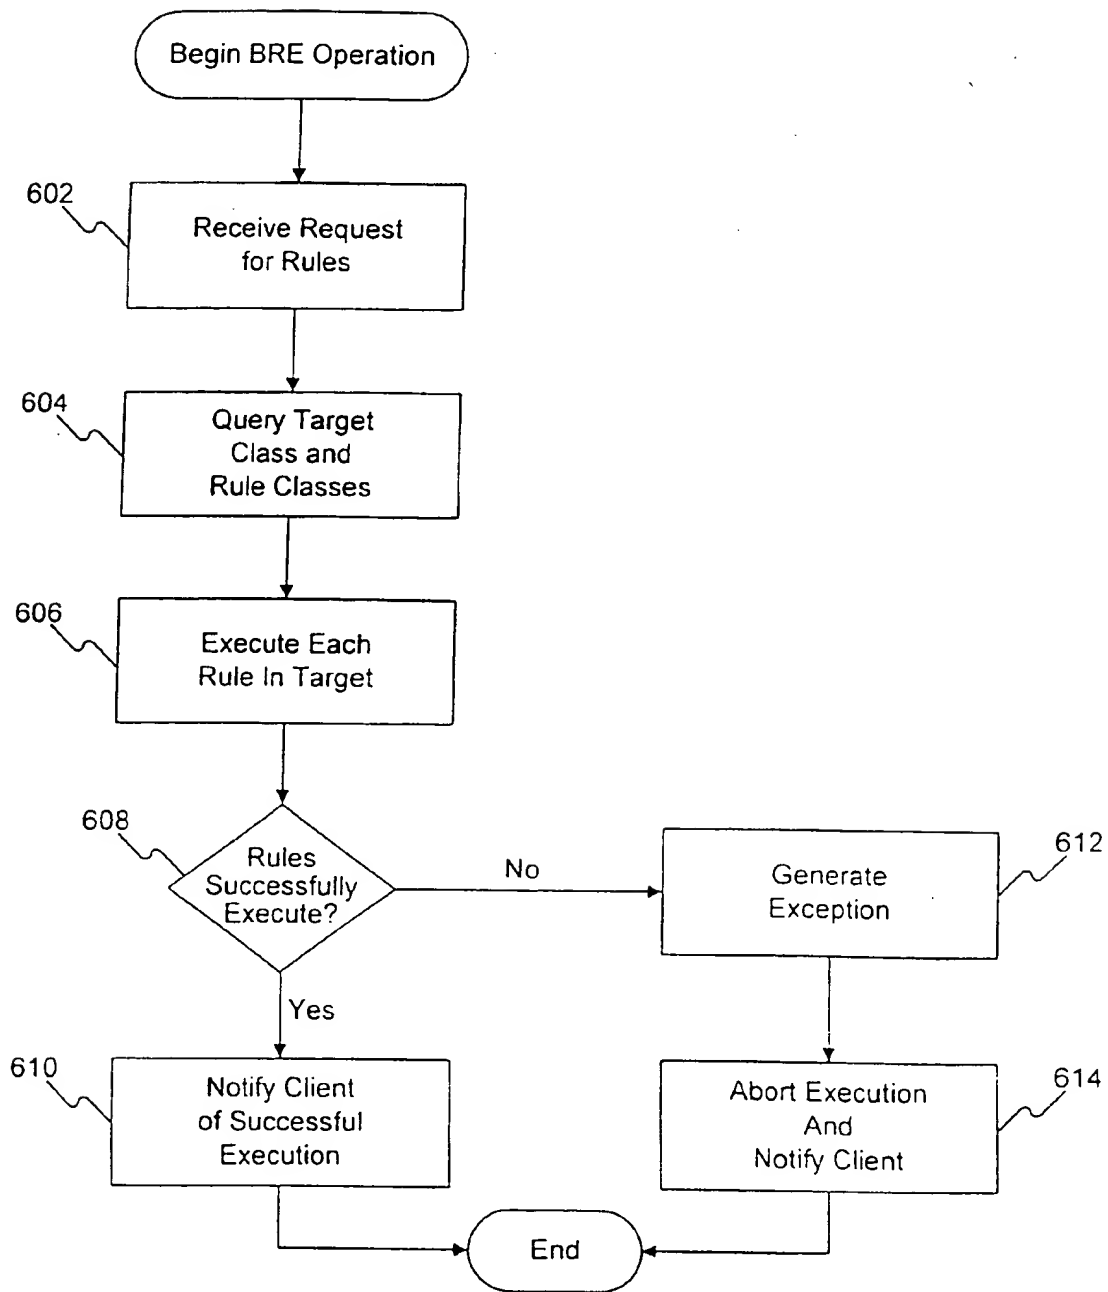 Begin BRE Operation
602
Receive Request
for Rules
604
Query Target
Class and
Rule Classes
606
Execute Each
Rule In Target
608
Rules
Successfully
Execute?
No
612
Generate
Exception
Yes
610
Notify Client
of Successful
Execution
614
Abort Execution
And
Notify Client
End